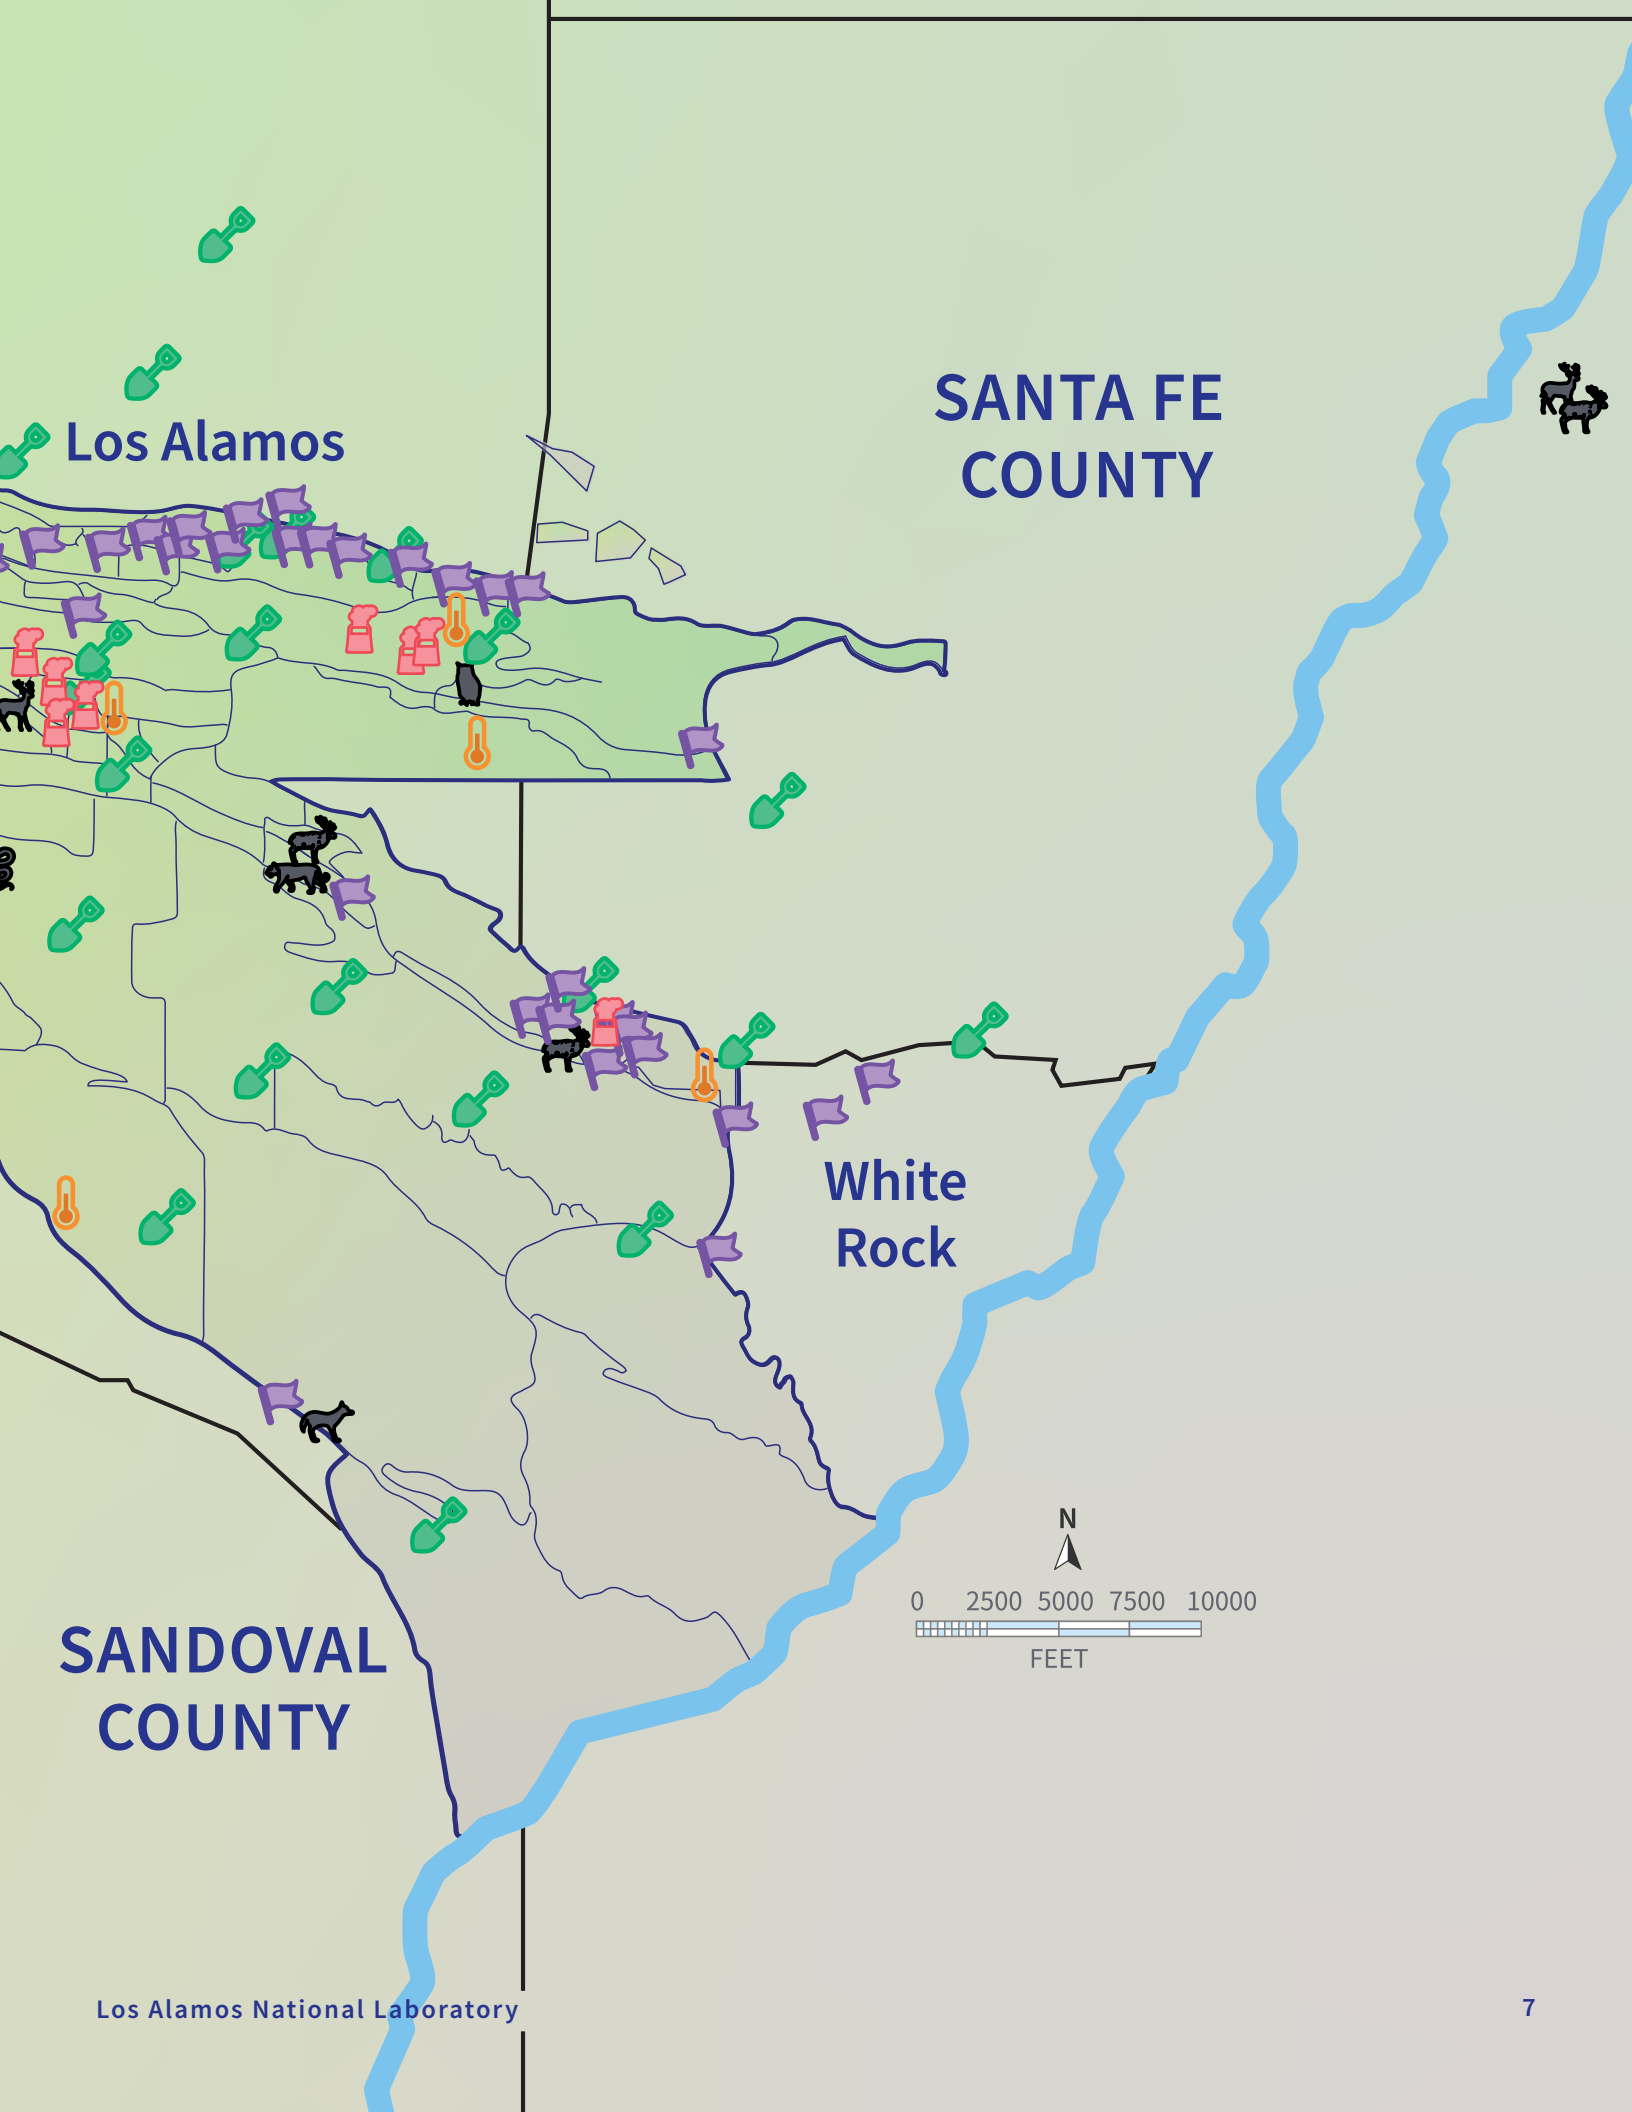 SANTA FE
COUNTY
Los Alamos
White
Rock
N
0 2500 5000 7500 10000
FEET
SANDOVAL
COUNTY
Los Alamos National Laboratory
7